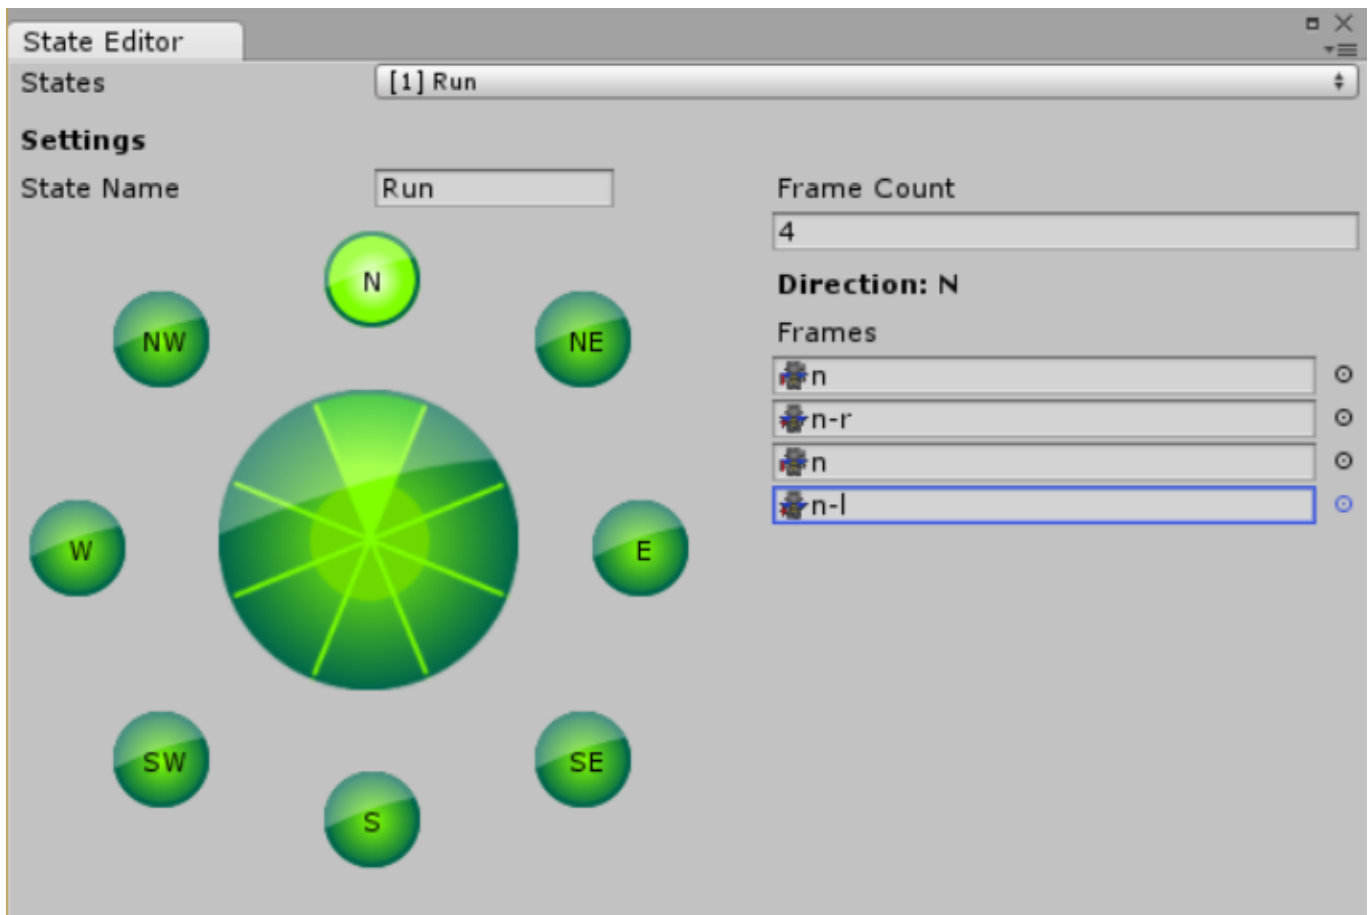 State Editor
States
[1] Run
Settings
State Name
Run
Frame Count
4
N
NW
NE
W
E
SW
SE
S
Direction: N
Frames
n
n-r
n
n-l